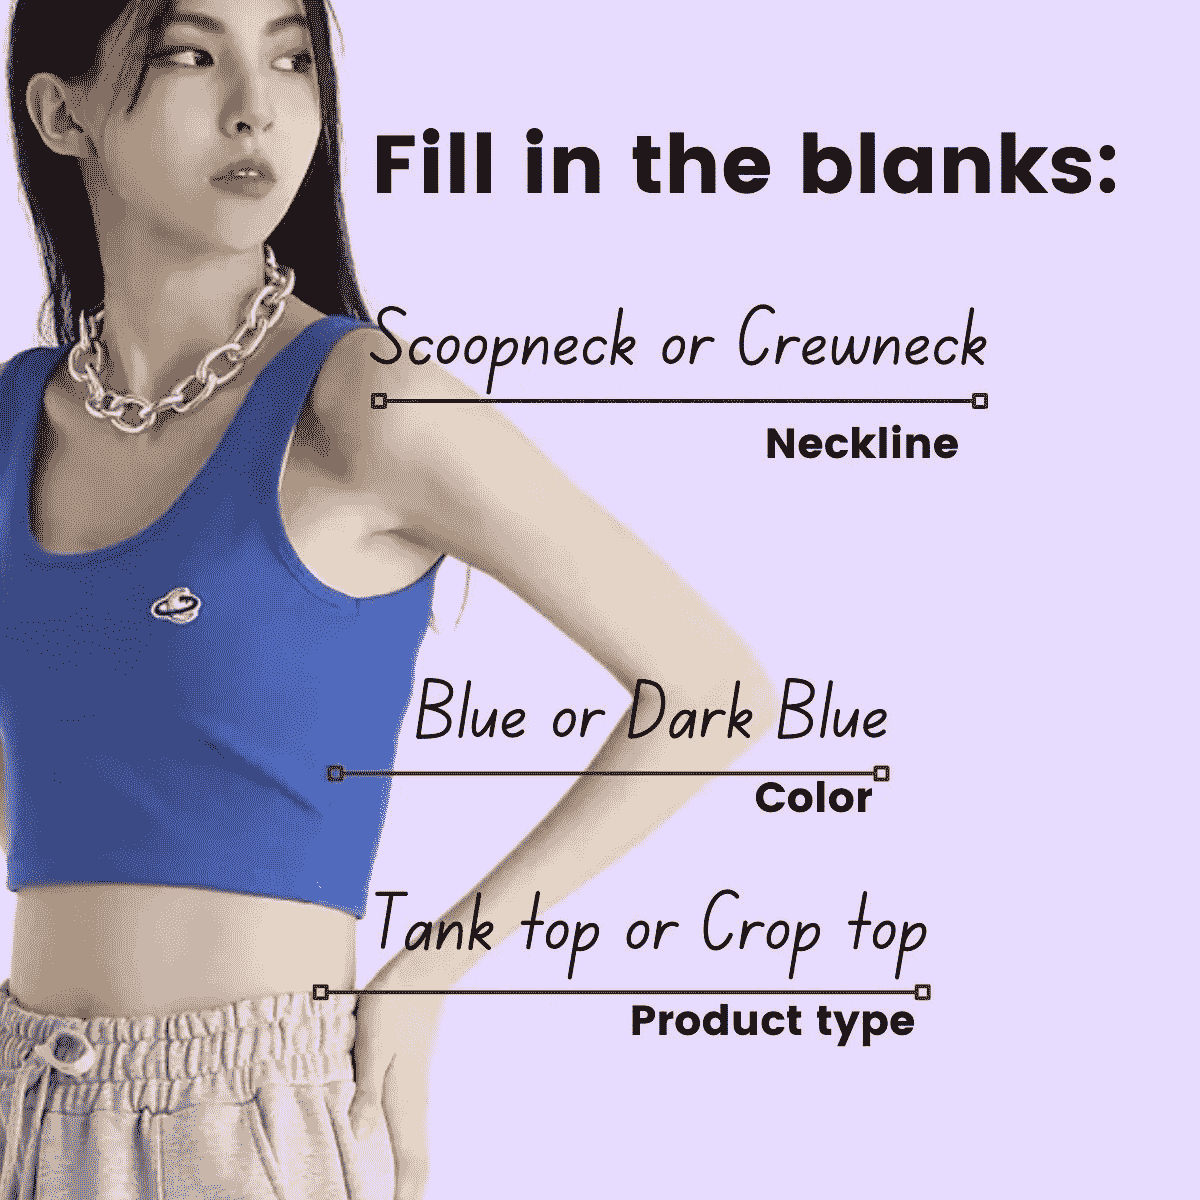 Fill in the blanks:
Scoopneck or Crewneck
Neckline
Blue or Dark Blue
Color
Tank top or Crop top
Product type